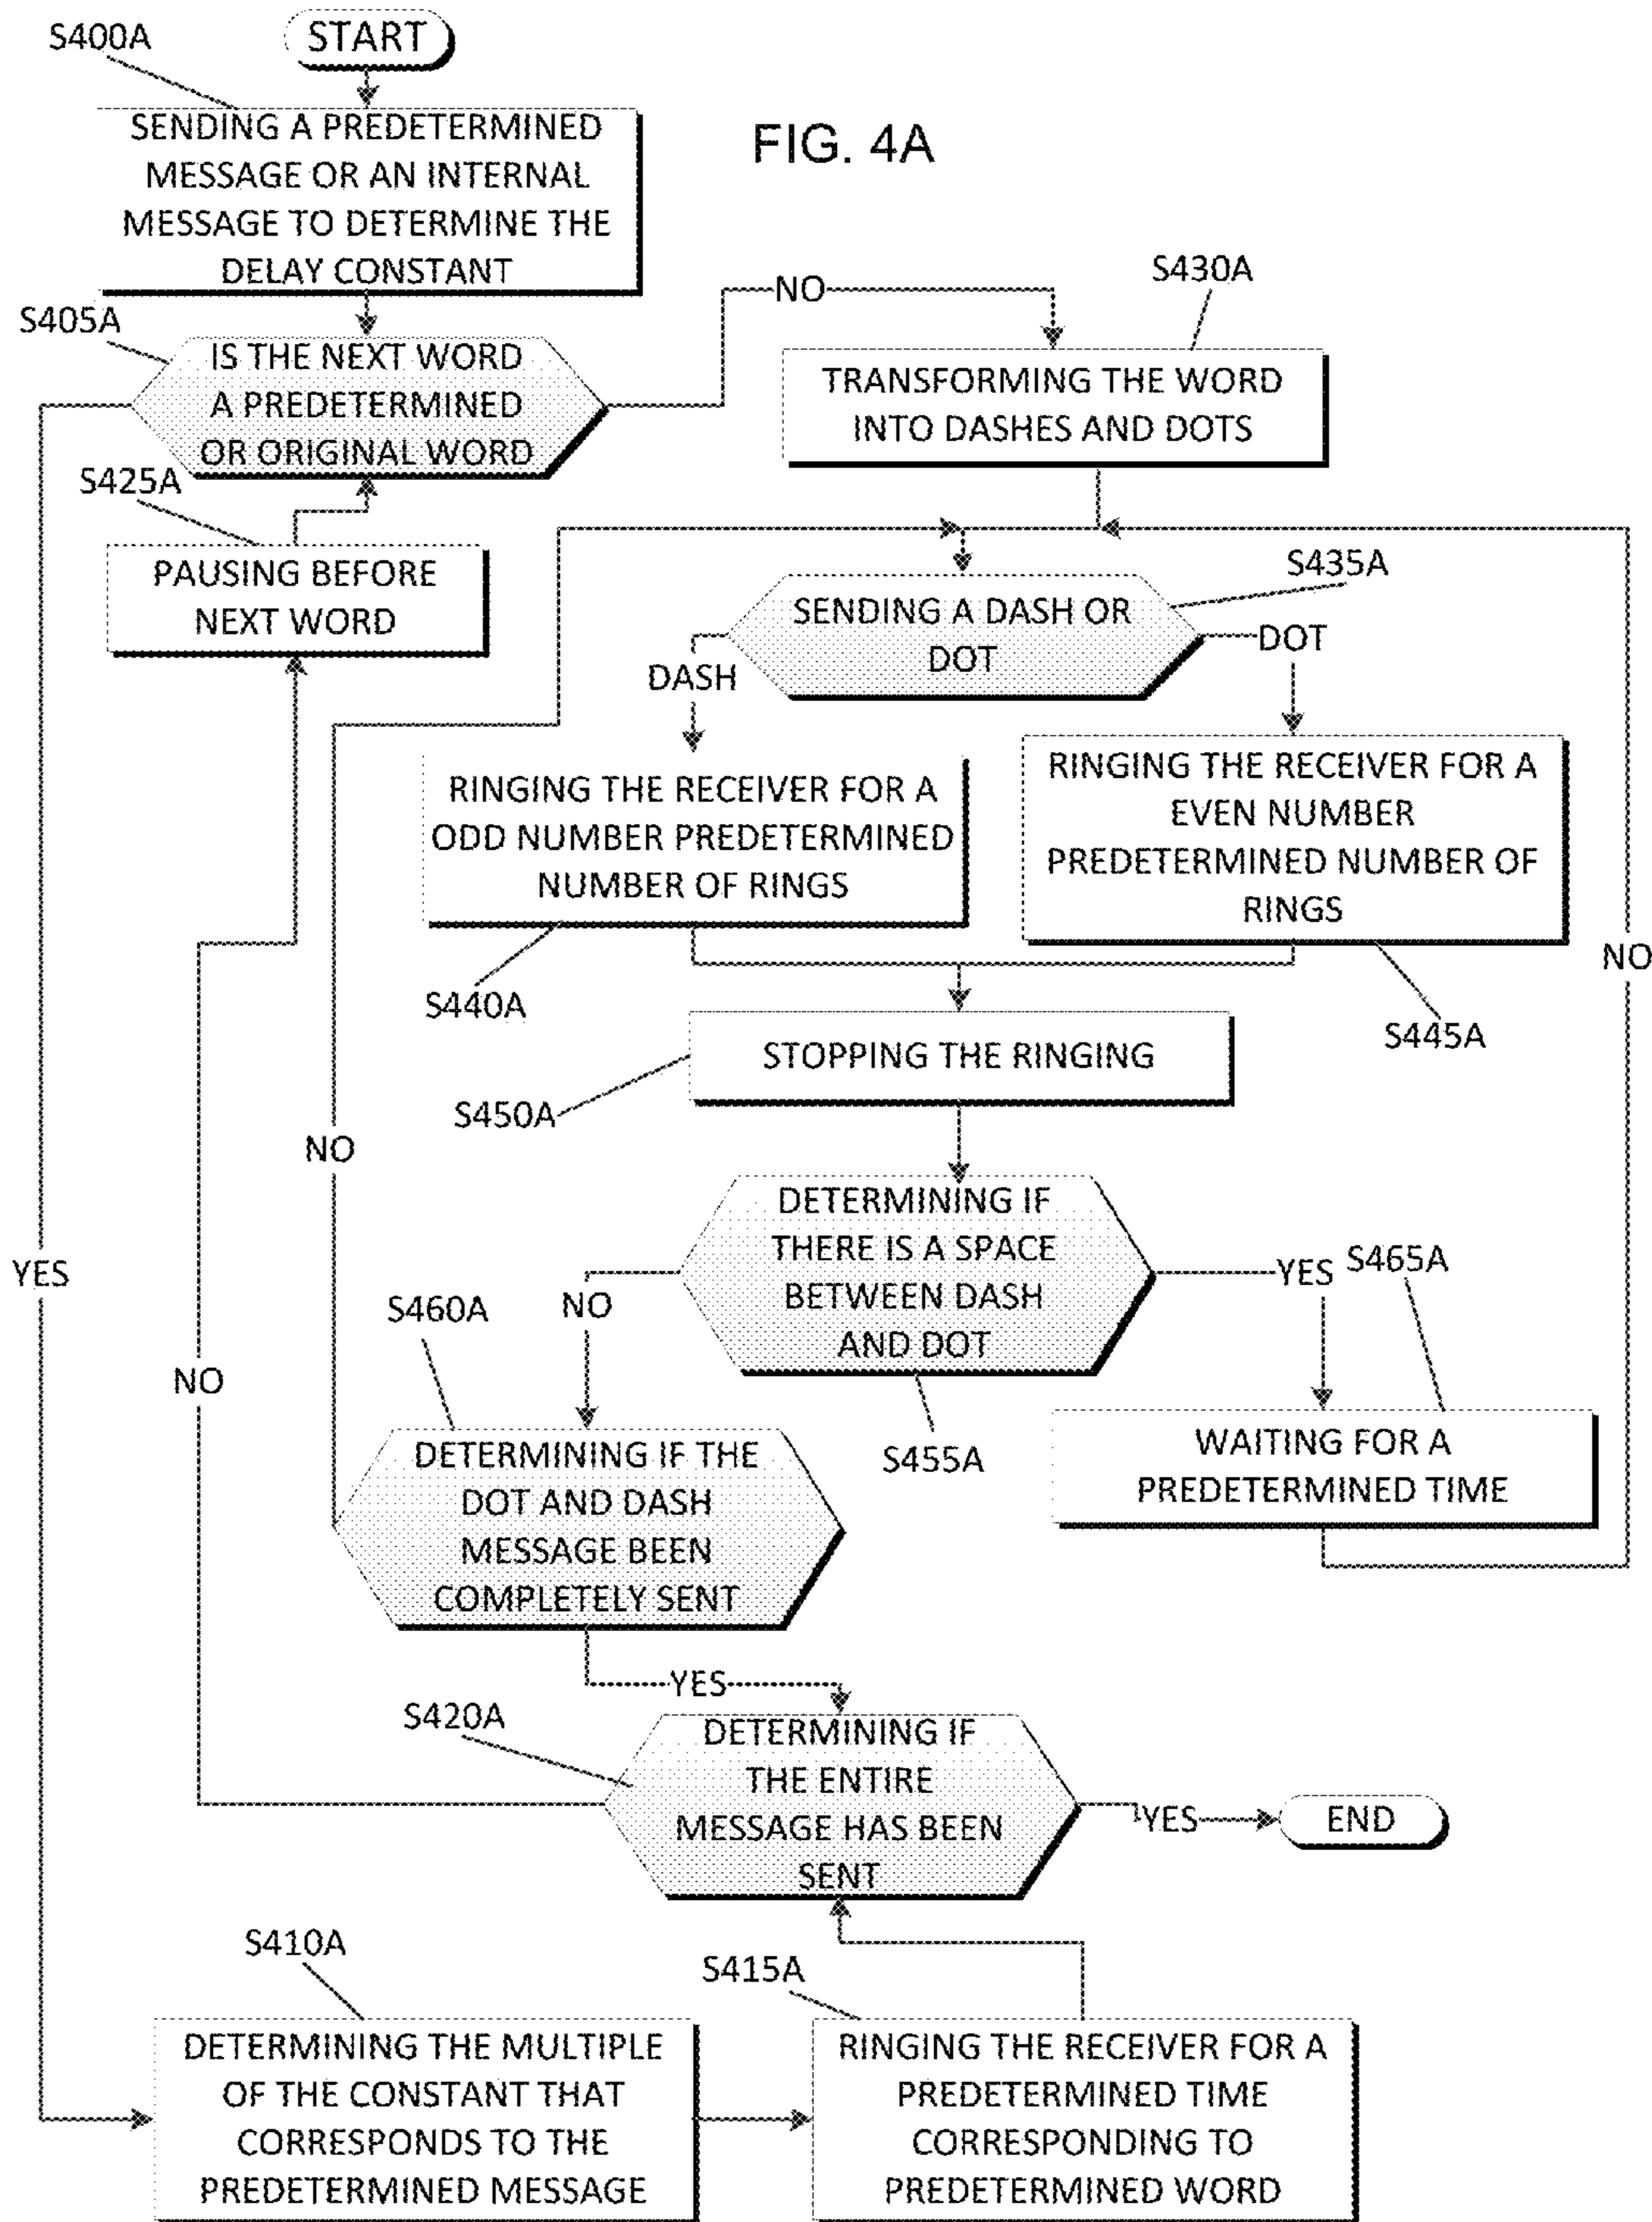 S400A
START
SENDING A PREDETERMINED
MESSAGE OR AN INTERNAL
MESSAGE TO DETERMINE THE
DELAY CONSTANT
FIG. 4A
S405A
IS THE NEXT WORD
A PREDETERMINED
OR ORIGINAL WORD
NO
S430A
TRANSFORMING THE WORD
INTO DASHES AND DOTS
S425A
PAUSING BEFORE
NEXT WORD
S435A
SENDING A DASH OR
DOT
DASH
DOT
RINGING THE RECEIVER FOR A
ODD NUMBER PREDETERMINED
NUMBER OF RINGS
RINGING THE RECEIVER FOR A
EVEN NUMBER
PREDETERMINED NUMBER OF
RINGS
NO
S440A
S445A
STOPPING THE RINGING
S450A
NO
DETERMINING IF
THERE IS A SPACE
BETWEEN DASH
AND DOT
YES
NO
YES
S465A
S460A
NO
S455A
WAITING FOR A
PREDETERMINED TIME
DETERMINING IF THE
DOT AND DASH
MESSAGE BEEN
COMPLETELY SENT
YES
S420A
DETERMINING IF
THE ENTIRE
MESSAGE HAS BEEN
SENT
YES
END
S410A
S415A
DETERMINING THE MULTIPLE
OF THE CONSTANT THAT
CORRESPONDS TO THE
PREDETERMINED MESSAGE
RINGING THE RECEIVER FOR A
PREDETERMINED TIME
CORRESPONDING TO
PREDETERMINED WORD